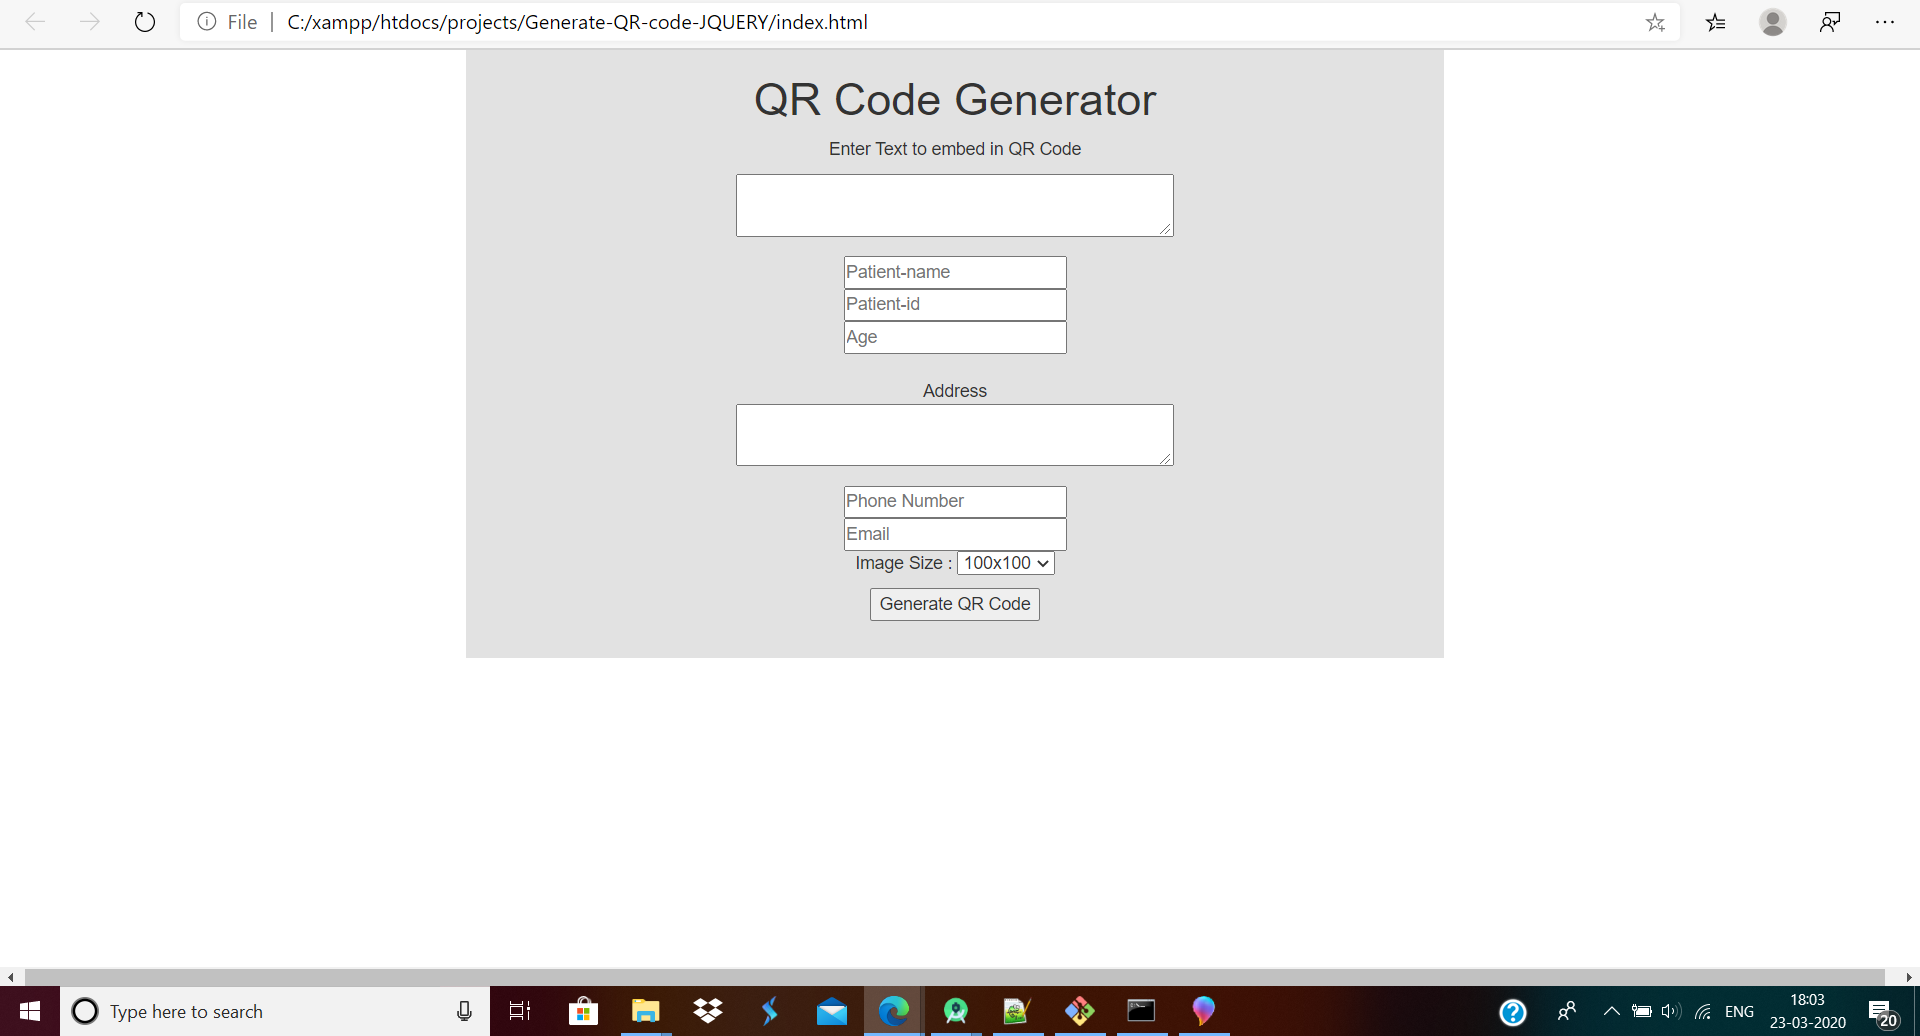 File | C:/xampp/htdocs/projects/Generate-QR-code-JQUERY/index.html
QR Code Generator
Enter Text to embed in QR Code
Patient-name
Patient-id
Age
Address
Phone Number
Email
Image Size : 100x100
Generate QR Code
Type here to search
ENG
18:03
23-03-2020
20